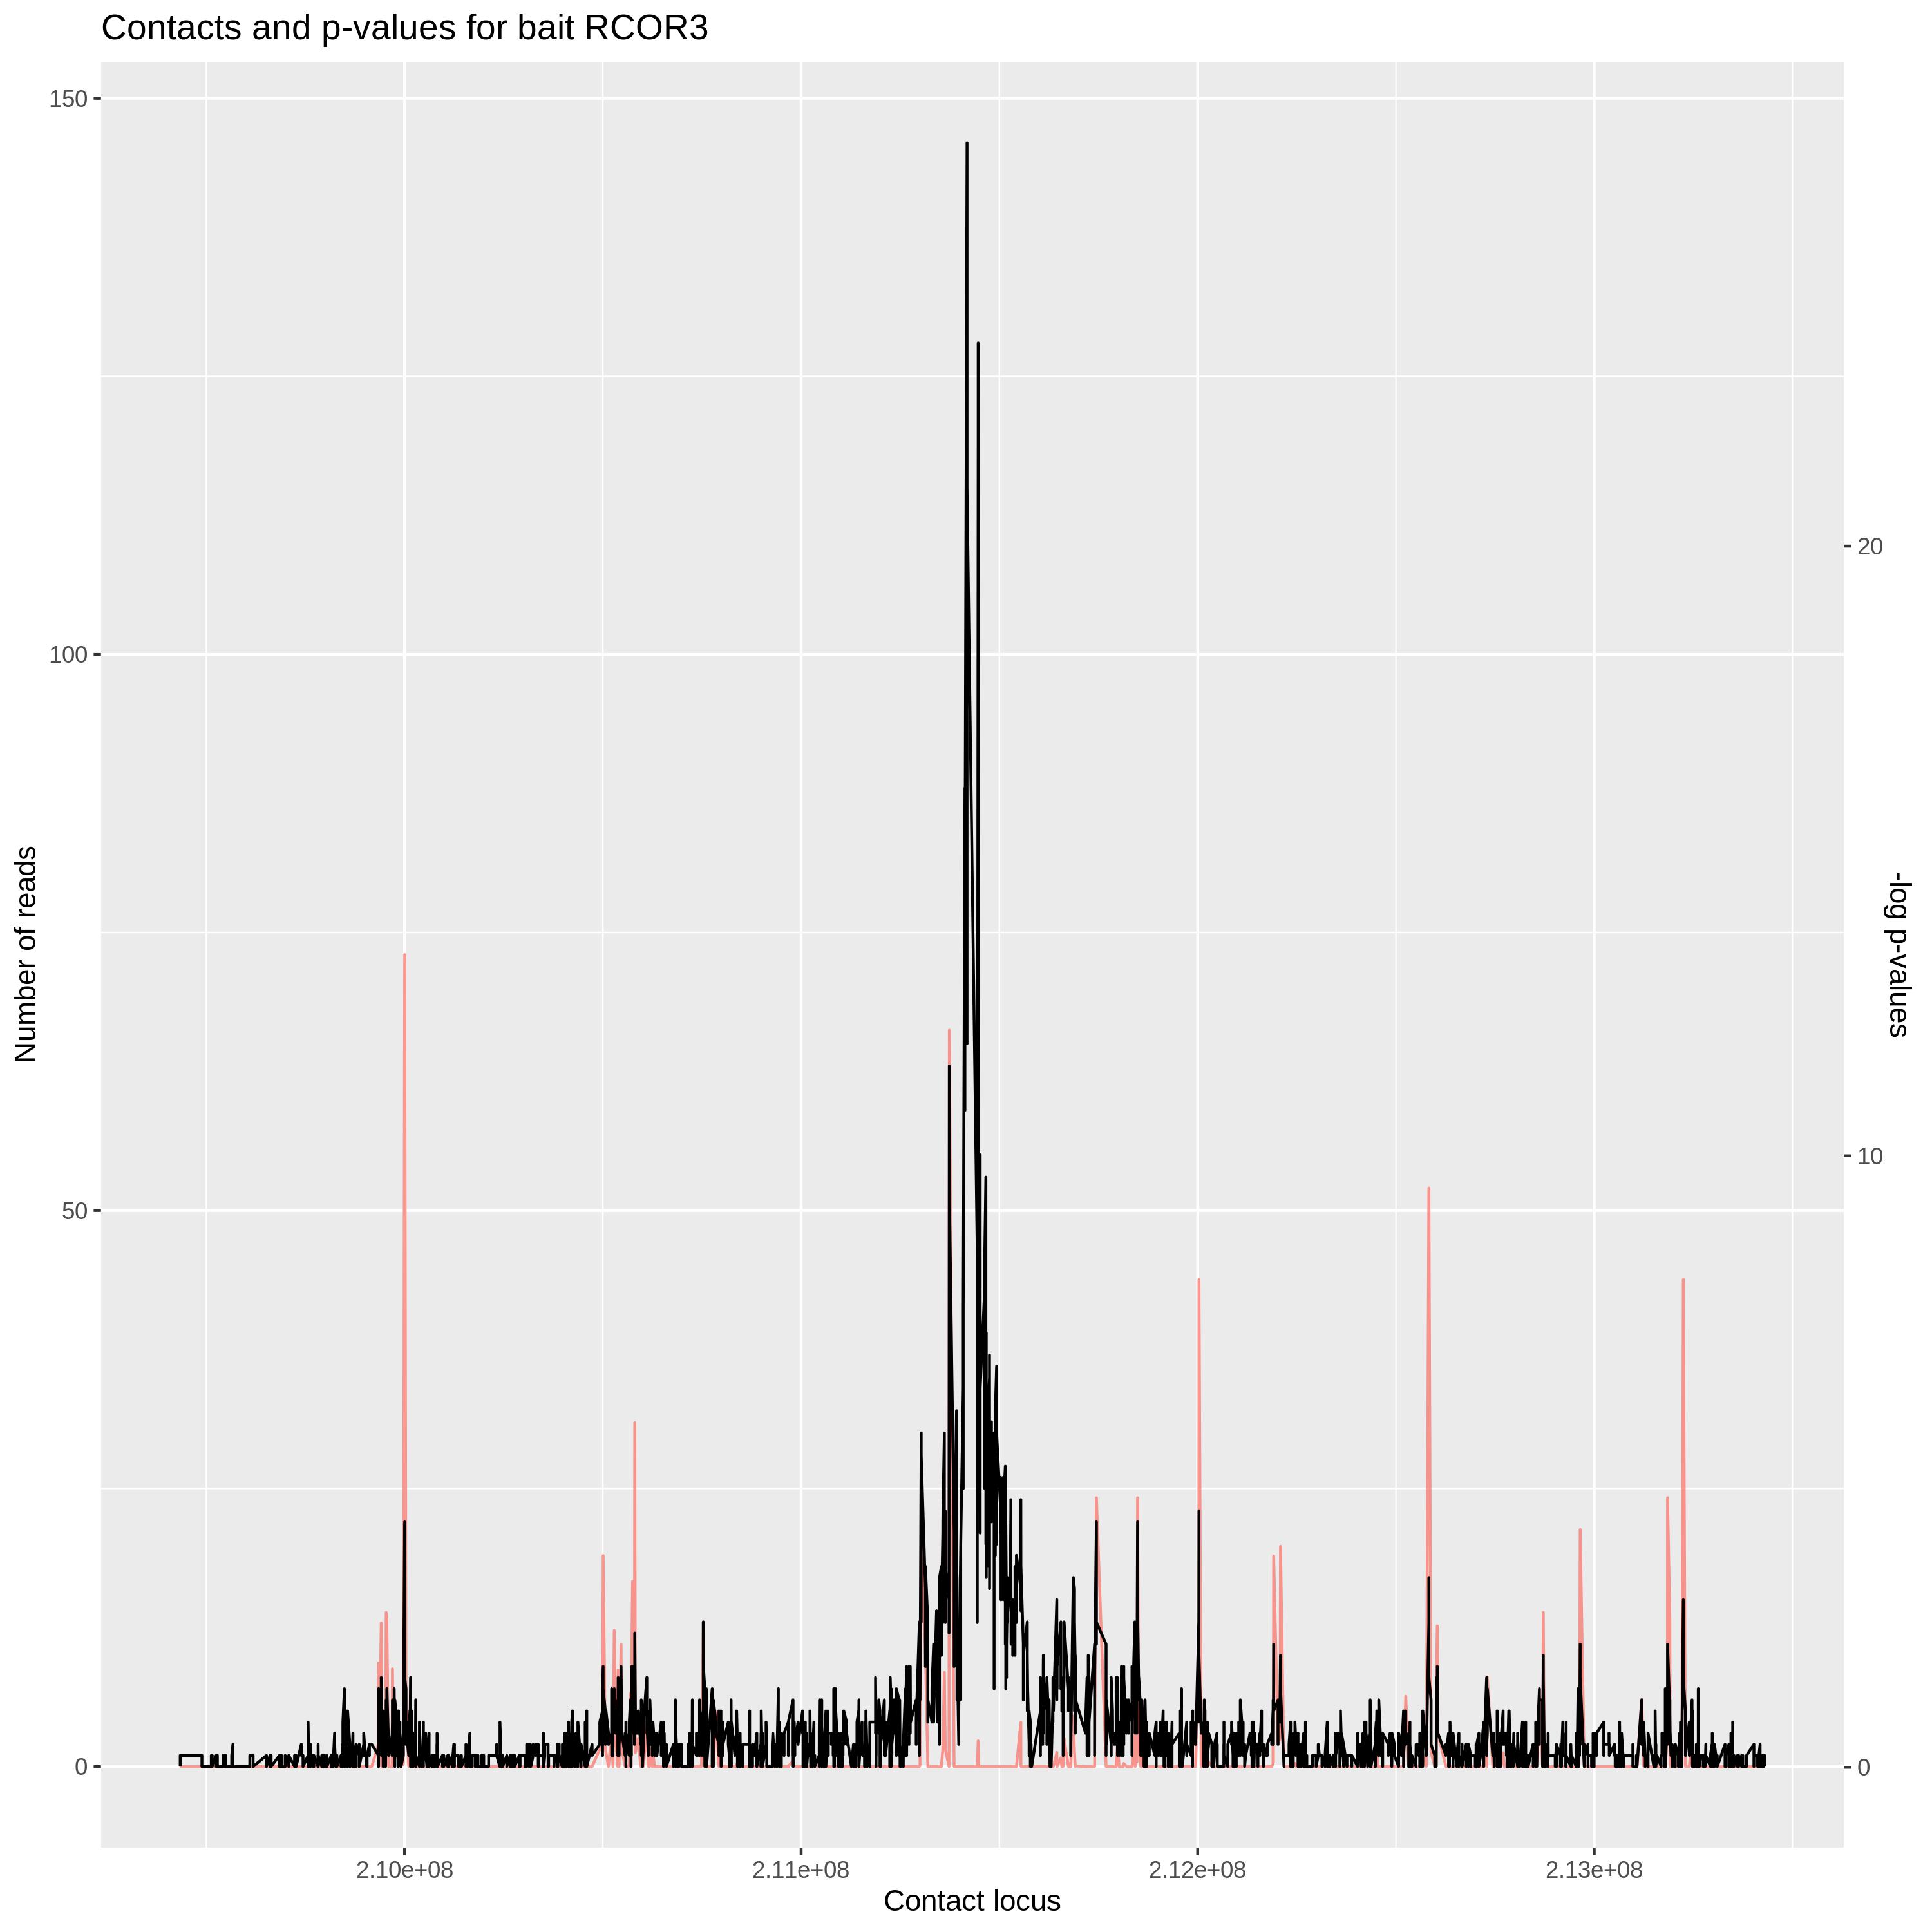 Contacts and p-values for bait RCOR3
150
100
50
0
Number of reads
20
10
0
-log p-values
2.10e+08
2.11e+08
2.12e+08
2.13e+08
Contact locus